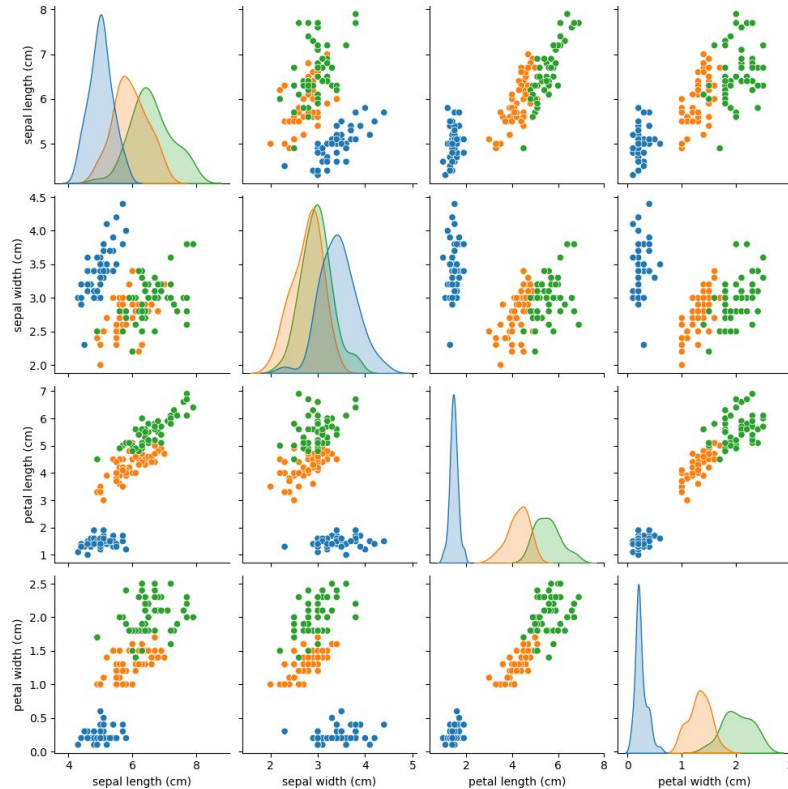 sepal length (cm)
8
7
6
5
sepal width (cm)
4.5
4.0
3.5
3.0
2.5
2.0
petal length (cm)
7
6
5
4
3
2
1
petal width (cm)
2.5
2.0
1.5
1.0
0.5
0.0
4 6 8
2 3 4 5
0 2 4 6 8
0 1 2 3
sepal length (cm) sepal width (cm) petal length (cm) petal width (cm)